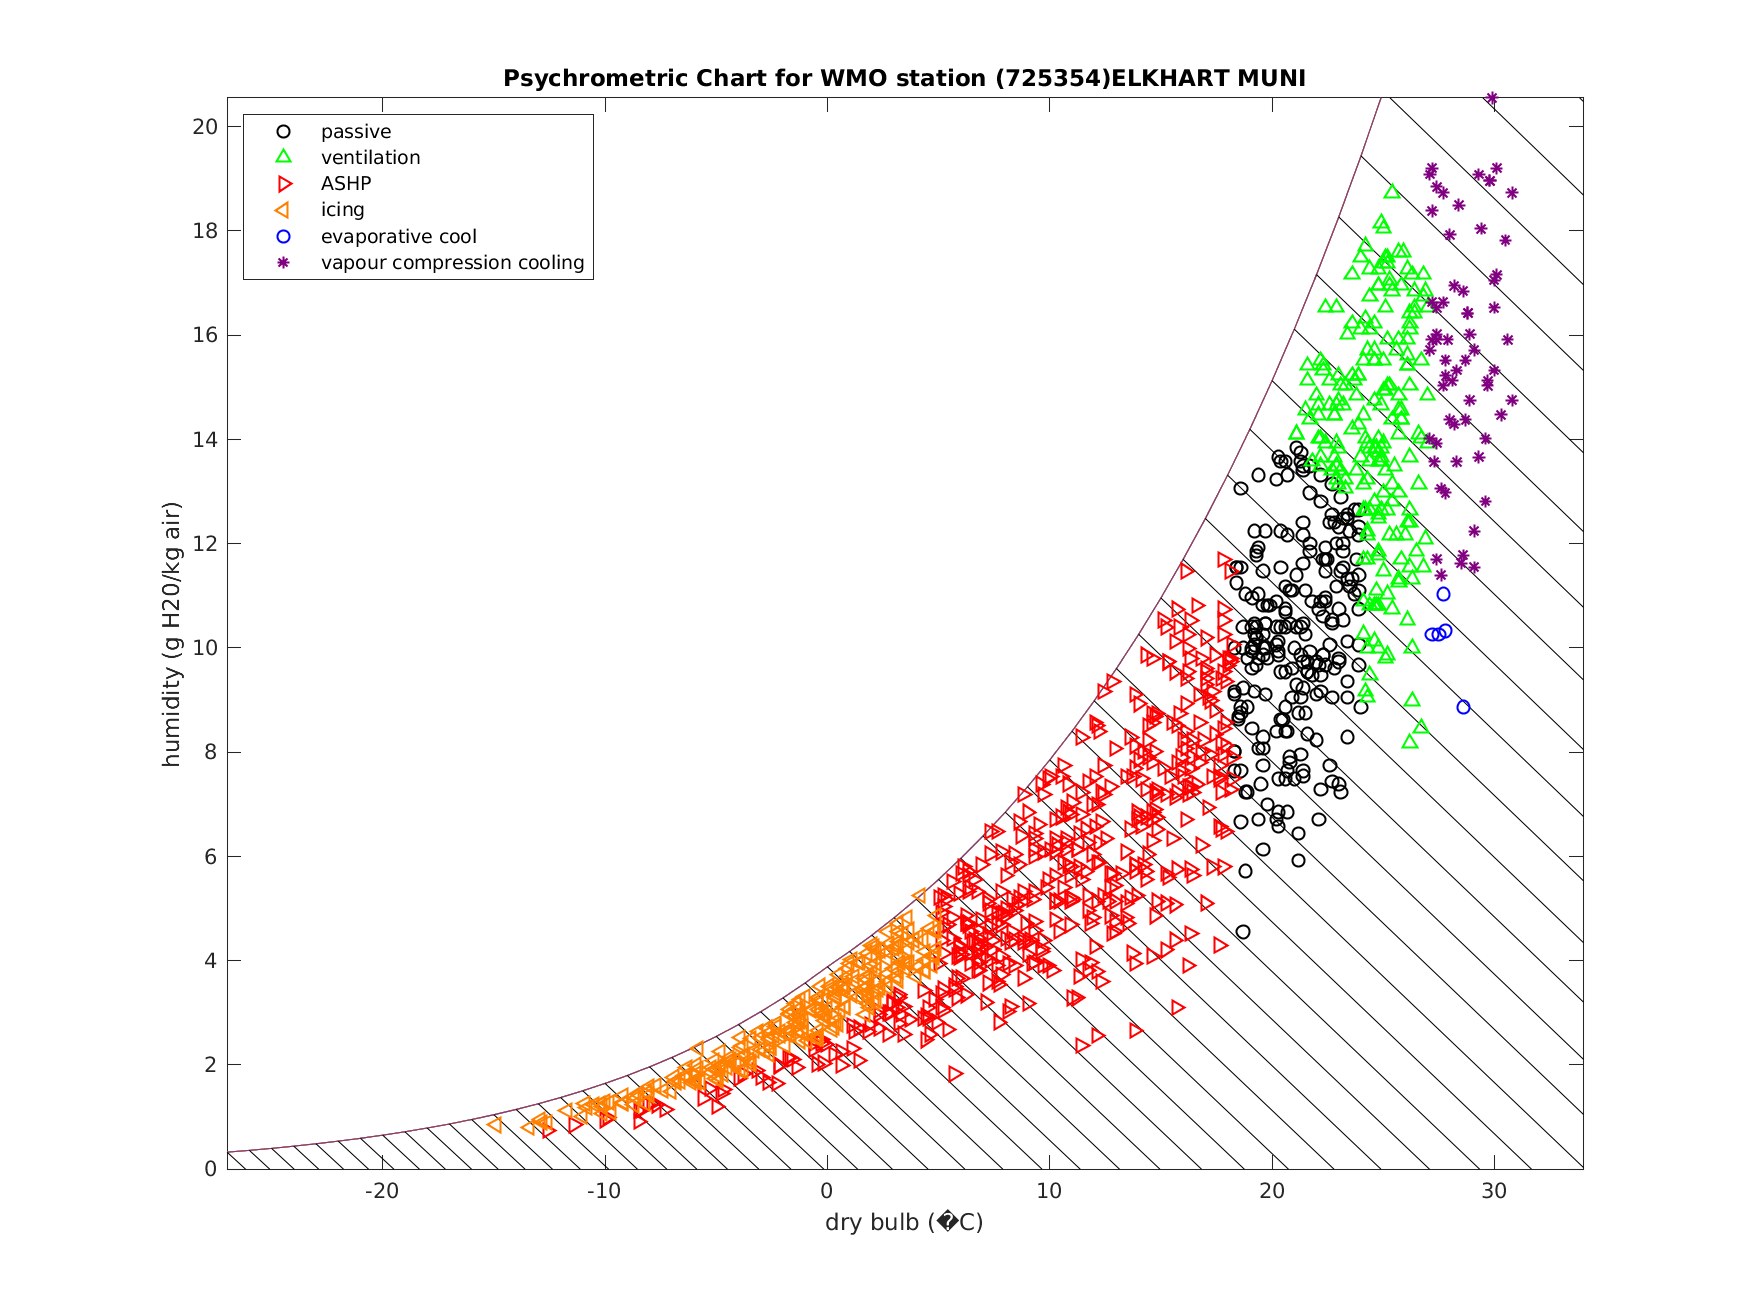 Psychrometric Chart for WMO station (725354)ELKHART MUNI
passive
ventilation
ASHP
icing
evaporative cool
vapour compression cooling
20
18
16
14
12
10
8
6
4
2
0
humidity (g H20/kg air)
-20
-10
0
10
20
30
dry bulb (�C)